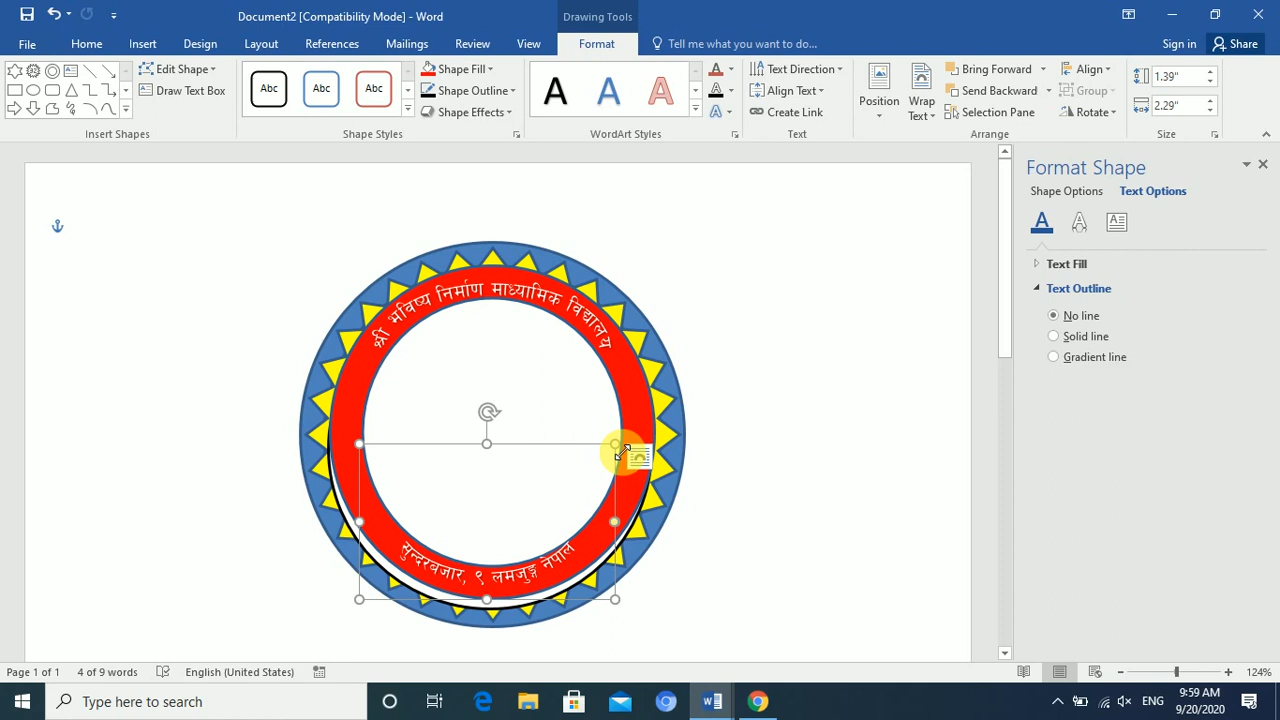 Document2 [Compatibility Mode] - Word
Drawing Tools
File
Home
Insert
Design
Layout
References
Mailings
Review
View
Format
Tell me what you want to do...
Sign in
Share
Edit Shape
Draw Text Box
Insert Shapes
Abc
Abc
Abc
Shape Fill
Shape Outline
Shape Effects
Shape Styles
A
A
A
WordArt Styles
Text Direction
Align Text
Create Link
Text
Position
Wrap Text
Bring Forward
Send Backward
Selection Pane
Align
Group
Rotate
Arrange
1.39"
2.29"
Size
Format Shape
Shape Options
Text Options
Text Fill
Text Outline
No line
Solid line
Gradient line
श्री भविष्य निर्माण माध्यामिक विद्यालय
सुन्दरबजार, ९ लमजुङ्ग नेपाल
Page 1 of 1
4 of 9 words
English (United States)
124%
Type here to search
ENG
9:59 AM
9/20/2020